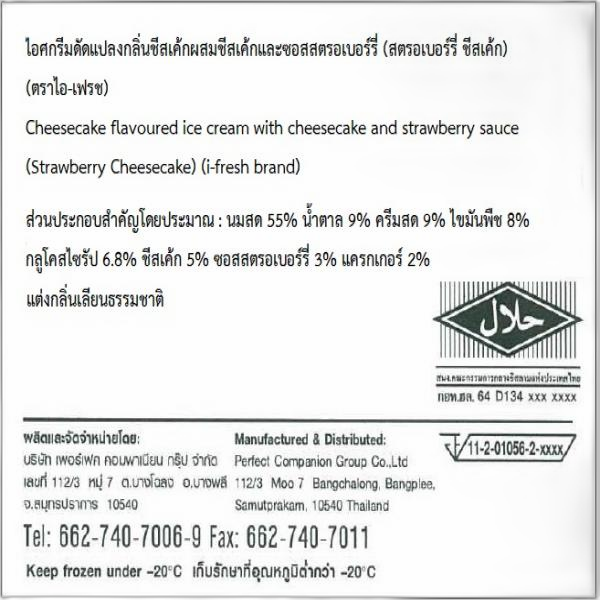 ไอศกรีมดัดแปลงกลิ่นชีสเค้กผสมชีสเค้กและซอสสตรอเบอร์รี่ (สตรอเบอร์รี่ ชีสเค้ก)
(ตราไอ-เฟรช)
Cheesecake flavoured ice cream with cheesecake and strawberry sauce
(Strawberry Cheesecake) (i-fresh brand)
ส่วนประกอบสำคัญโดยประมาณ : นมสด 55% น้ำตาล 9% ครีมสด 9% ไขมันพืช 8%
กลูโคสไซรัป 6.8% ชีสเค้ก 5% ซอสสตรอเบอร์รี่ 3% แครกเกอร์ 2%
แต่งกลิ่นเลียนธรรมชาติ
حلال
สนง.คณะกรรมการกลางอิสลามแห่งประเทศไทย
กอท.ฮล. 64 D134 xxx xxxx
ผลิตและจัดจำหน่ายโดย:
บริษัท เพอร์เฟค คอมพาเนียน กรุ๊ป จำกัด
เลขที่ 112/3 หมู่ 7 ต.บางโฉลง อ.บางพลี
จ.สมุทรปราการ 10540
Manufactured & Distributed:
Perfect Companion Group Co.,Ltd
112/3 Moo 7 Bangchalong, Bangplee,
Samutprakarn, 10540 Thailand
11-2-01056-2-xxxx
Tel: 662-740-7006-9 Fax: 662-740-7011
Keep frozen under -20°C เก็บรักษาที่อุณหภูมิต่ำกว่า -20°C